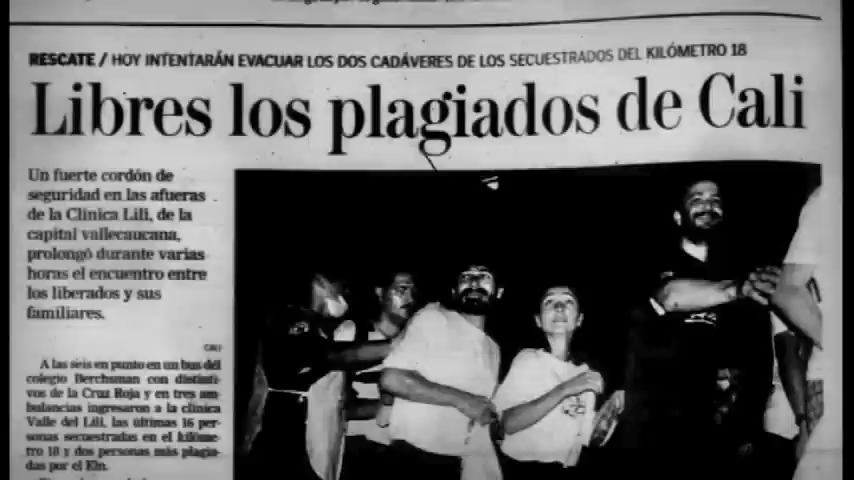 RESCATE / HOY INTENTARÁN EVACUAR LOS DOS CADÁVERES DE LOS SECUESTRADOS DEL KILÓMETRO 18
Libres los plagiados de Cali
Un fuerte cordón de
seguridad en las afueras
de la Clínica Lili, de la
capital vallecaucana,
prolongó durante varias
horas el encuentro entre
los liberados y sus
familiares.
CALI
A las seis en punto en un bus del
colegio Berchsman con distinti-
vos de la Cruz Roja y en tres am-
bulancias ingresaron a la clínica
Valle del Lili, las últimas 16 per-
sonas secuestradas en el kilóme-
tro 18 y dos personas más plagia-
das por el Eln.